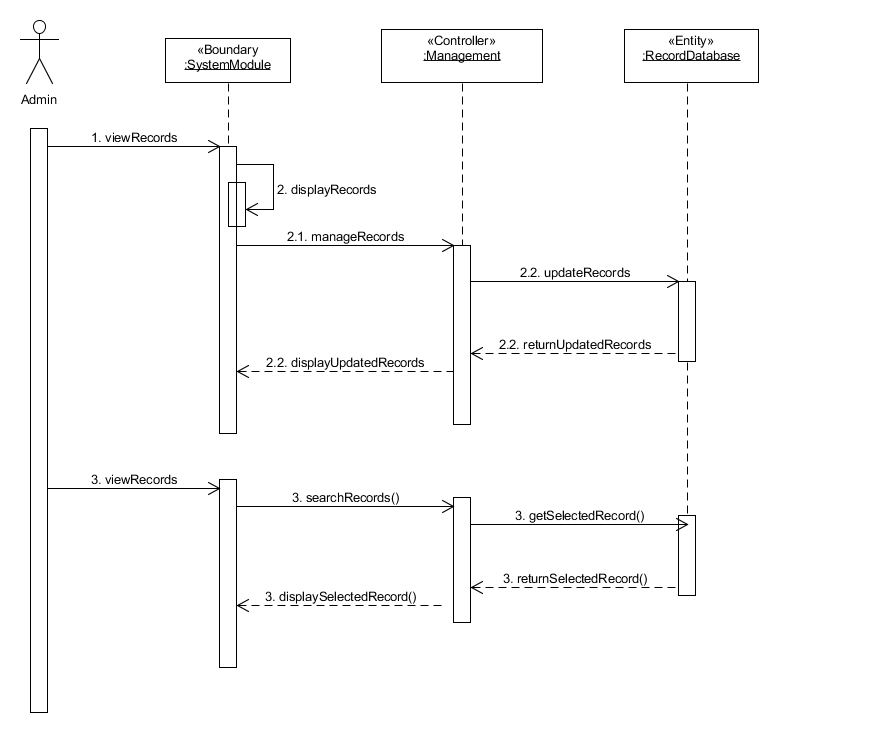 «Boundary
:SystemModule
«Controller»
:Management
«Entity»
:RecordDatabase
Admin
1. viewRecords
2. displayRecords
2.1. manageRecords
2.2. updateRecords
2.2. returnUpdatedRecords
2.2. displayUpdatedRecords
3. viewRecords
3. searchRecords()
3. getSelectedRecord()
3. returnSelectedRecord()
3. displaySelectedRecord()